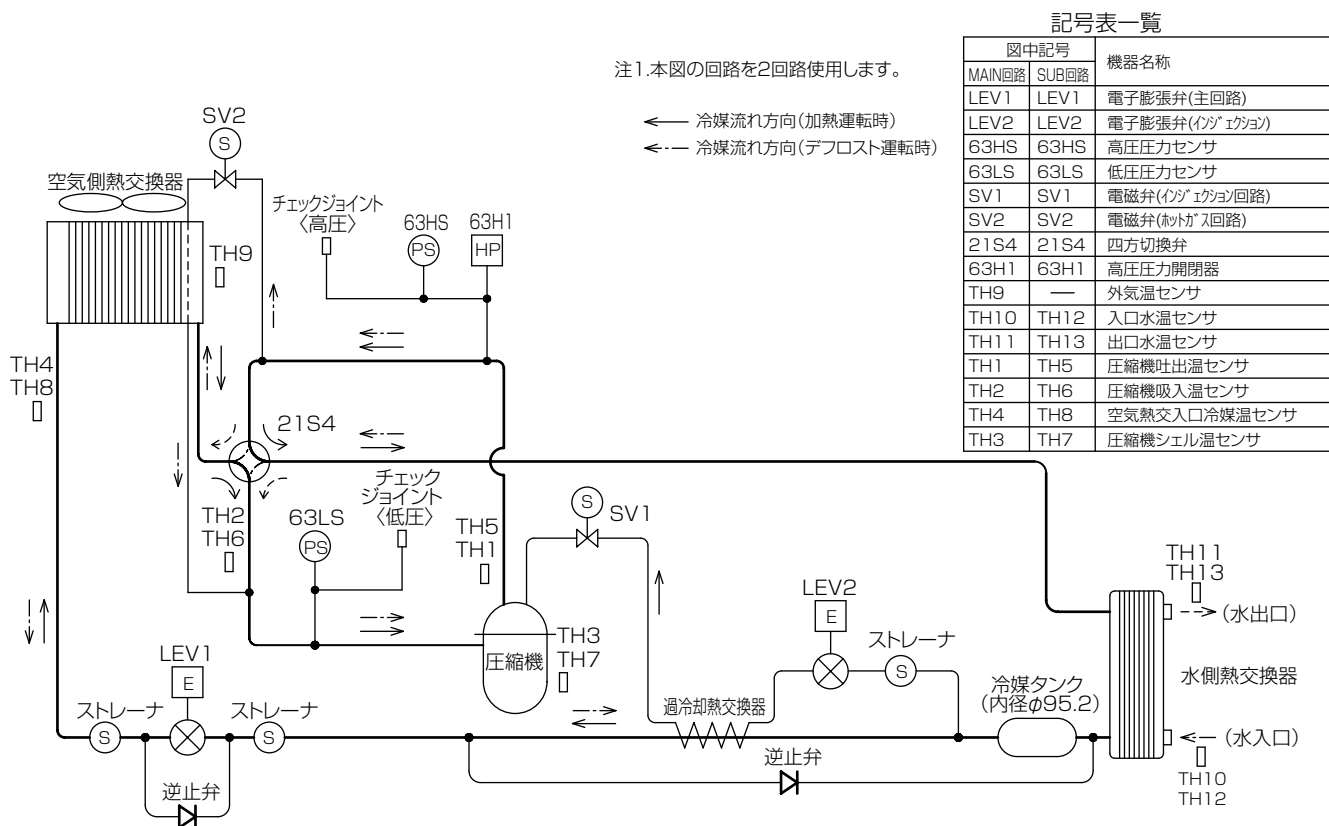 記号表一覧
図中記号
機器名称
MAIN回路 SUB回路
LEV1 LEV1 電子膨張弁(主回路)
LEV2 LEV2 電子膨張弁(ｲﾝｼﾞｪｸｼｮﾝ)
63HS 63HS 高圧圧力センサ
63LS 63LS 低圧圧力センサ
SV1 SV1 電磁弁(ｲﾝｼﾞｪｸｼｮﾝ回路)
SV2 SV2 電磁弁(ﾎｯﾄｶﾞｽ回路)
21S4 21S4 四方切換弁
63H1 63H1 高圧圧力開閉器
TH9 ― 外気温センサ
TH10 TH12 入口水温センサ
TH11 TH13 出口水温センサ
TH1 TH5 圧縮機吐出温センサ
TH2 TH6 圧縮機吸入温センサ
TH4 TH8 空気熱交入口冷媒温センサ
TH3 TH7 圧縮機シェル温センサ
注1.本図の回路を2回路使用します。
冷媒流れ方向(加熱運転時)
冷媒流れ方向(デフロスト運転時)
SV2
S
空気側熱交換器
TH9
チェックジョイント
〈高圧〉
63HS
PS
63H1
HP
TH4
TH8
21S4
TH2
TH6
63LS
PS
チェック
ジョイント
〈低圧〉
TH5
TH1
S
SV1
圧縮機
TH3
TH7
LEV2
E
ストレーナ
S
過冷却熱交換器
冷媒タンク
(内径φ95.2)
TH11
TH13
(水出口)
水側熱交換器
(水入口)
TH10
TH12
LEV1
E
ストレーナ
S
ストレーナ
S
逆止弁
逆止弁